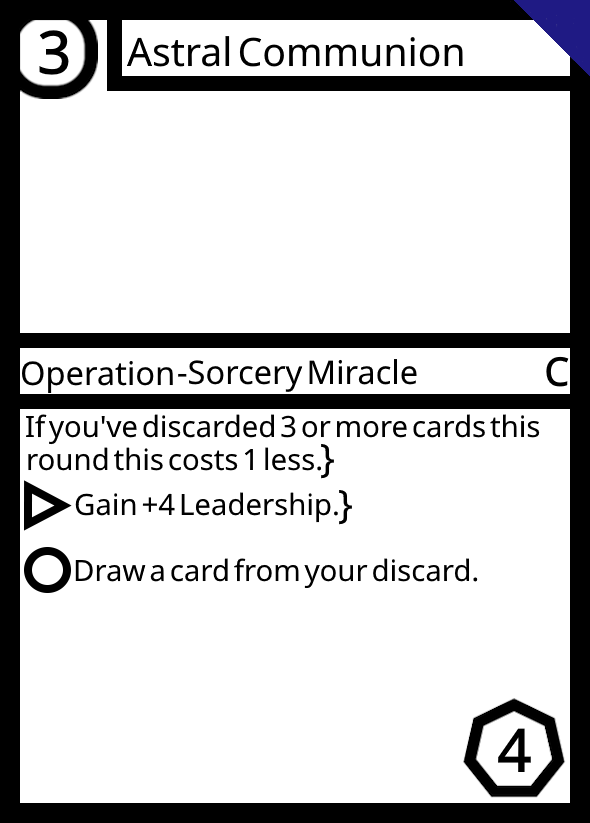 3
Astral Communion
Operation-Sorcery Miracle
C
If you've discarded 3 or more cards this
round this costs 1 less.}
Gain +4 Leadership.}
Draw a card from your discard.
4